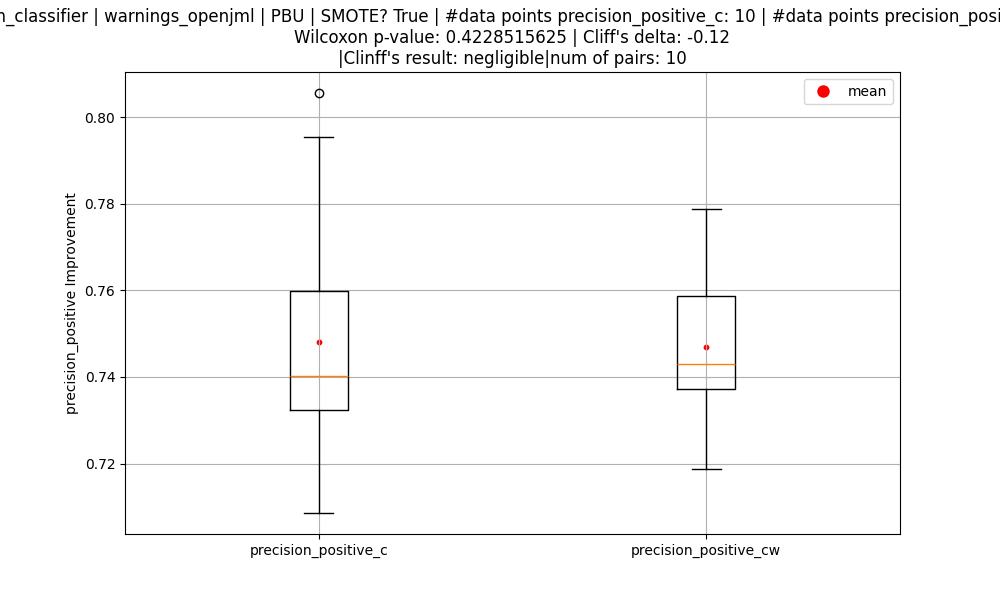 _classifier | warnings_openjml | PBU | SMOTE? True | #data points precision_positive_c: 10 | #data points
Wilcoxon p-value: 0.4228515625 | Cliff's delta: -0.12
|Clinff's result: negligible|num of pairs: 10
mean
0.80
0.78
0.76
0.74
0.72
precision_positive Improvement
precision_positive_c
precision_positive_cw